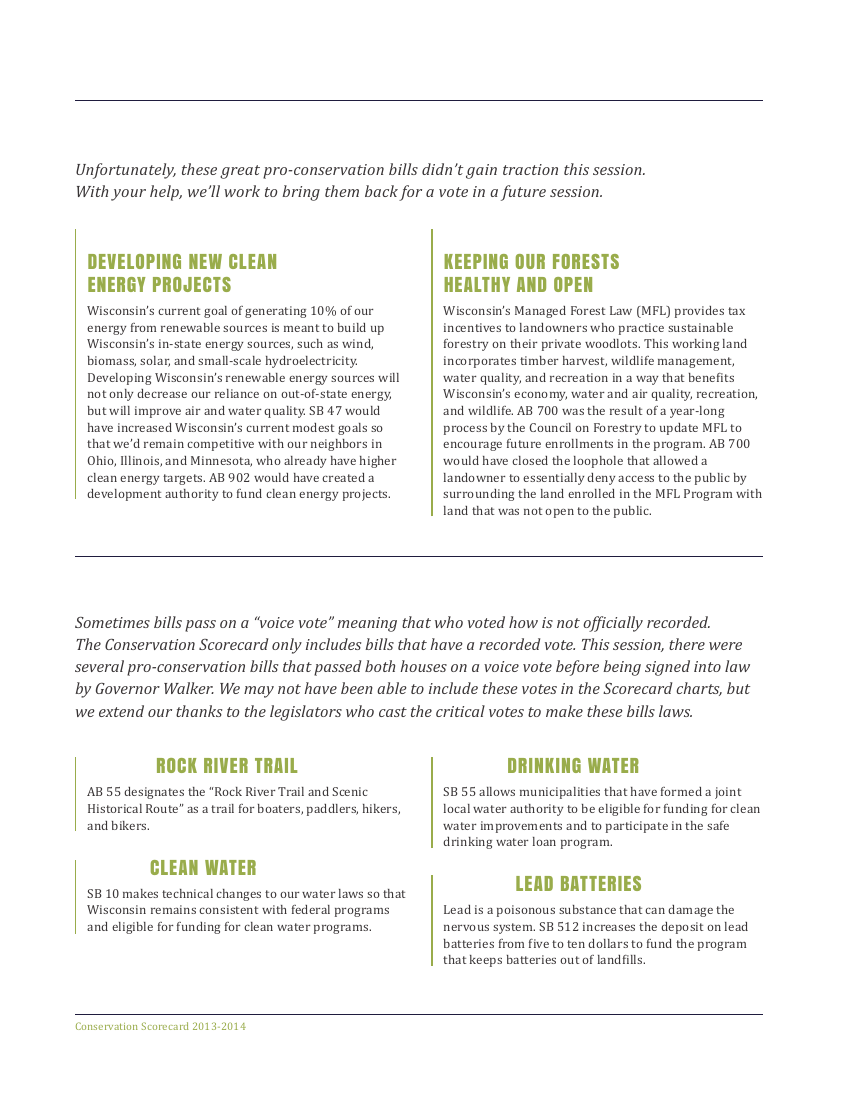 Unfortunately, these great pro-conservation bills didn’t gain traction this session.
With your help, we’ll work to bring them back for a vote in a future session.
DEVELOPING NEW CLEAN
ENERGY PROJECTS
Wisconsin’s current goal of generating 10% of our
energy from renewable sources is meant to build up
Wisconsin’s in-state energy sources, such as wind,
biomass, solar, and small-scale hydroelectricity.
Developing Wisconsin’s renewable energy sources will
not only decrease our reliance on out-of-state energy,
but will improve air and water quality. SB 47 would
have increased Wisconsin’s current modest goals so
that we’d remain competitive with our neighbors in
Ohio, Illinois, and Minnesota, who already have higher
clean energy targets. AB 902 would have created a
development authority to fund clean energy projects.
KEEPING OUR FORESTS
HEALTHY AND OPEN
Wisconsin’s Managed Forest Law (MFL) provides tax
incentives to landowners who practice sustainable
forestry on their private woodlots. This working land
incorporates timber harvest, wildlife management,
water quality, and recreation in a way that benefits
Wisconsin’s economy, water and air quality, recreation,
and wildlife. AB 700 was the result of a year-long
process by the Council on Forestry to update MFL to
encourage future enrollments in the program. AB 700
would have closed the loophole that allowed a
landowner to essentially deny access to the public by
surrounding the land enrolled in the MFL Program with
land that was not open to the public.
Sometimes bills pass on a “voice vote” meaning that who voted how is not officially recorded.
The Conservation Scorecard only includes bills that have a recorded vote. This session, there were
several pro-conservation bills that passed both houses on a voice vote before being signed into law
by Governor Walker. We may not have been able to include these votes in the Scorecard charts, but
we extend our thanks to the legislators who cast the critical votes to make these bills laws.
ROCK RIVER TRAIL
AB 55 designates the “Rock River Trail and Scenic
Historical Route” as a trail for boaters, paddlers, hikers,
and bikers.
CLEAN WATER
SB 10 makes technical changes to our water laws so that
Wisconsin remains consistent with federal programs
and eligible for funding for clean water programs.
DRINKING WATER
SB 55 allows municipalities that have formed a joint
local water authority to be eligible for funding for clean
water improvements and to participate in the safe
drinking water loan program.
LEAD BATTERIES
Lead is a poisonous substance that can damage the
nervous system. SB 512 increases the deposit on lead
batteries from five to ten dollars to fund the program
that keeps batteries out of landfills.
Conservation Scorecard 2013-2014